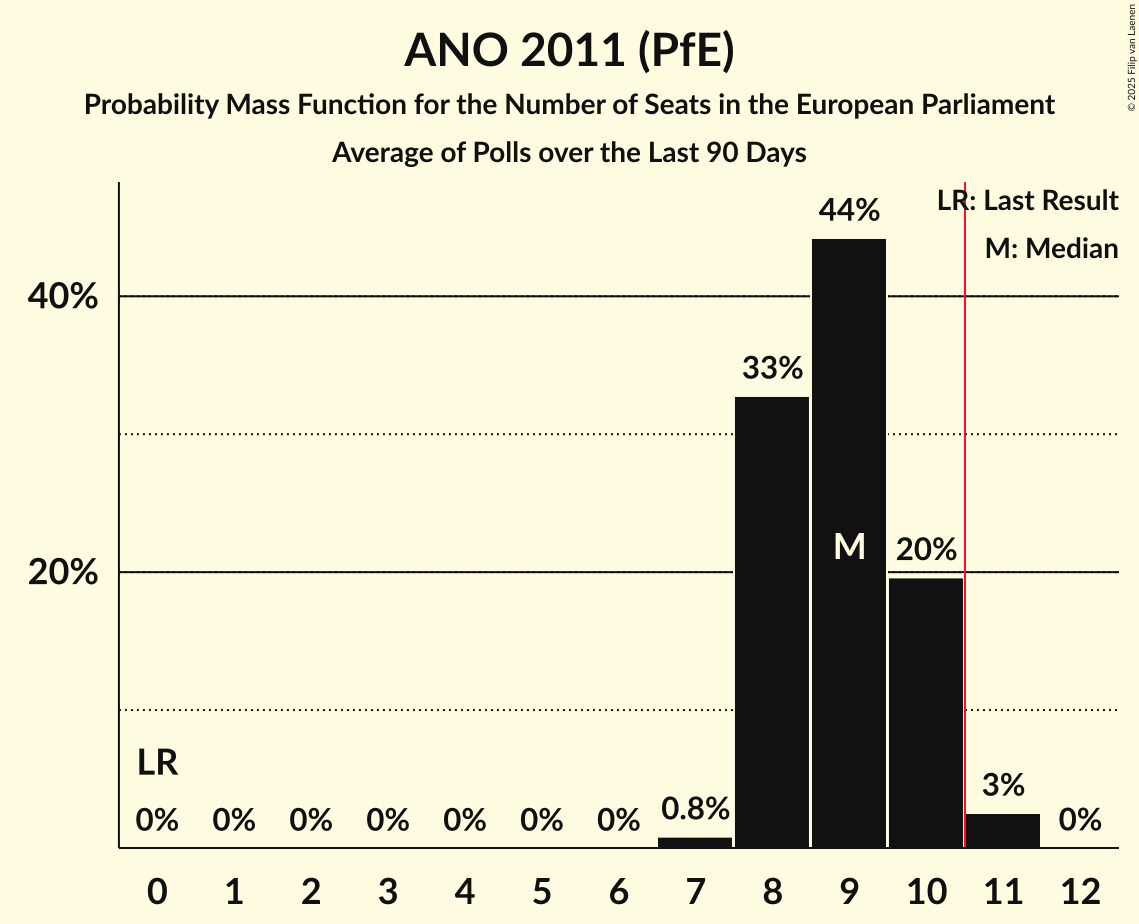 ANO 2011 (PfE)
Probability Mass Function for the Number of Seats in the European Parliament
Average of Polls over the Last 90 Days
© 2025 Filip van Laenen
LR: Last Result
M: Median
44%
40%
33%
M
20%
20%
LR
3%
0% 0% 0% 0% 0% 0% 0% 0.8% 0%
0 1 2 3 4 5 6 7 8 9 10 11 12